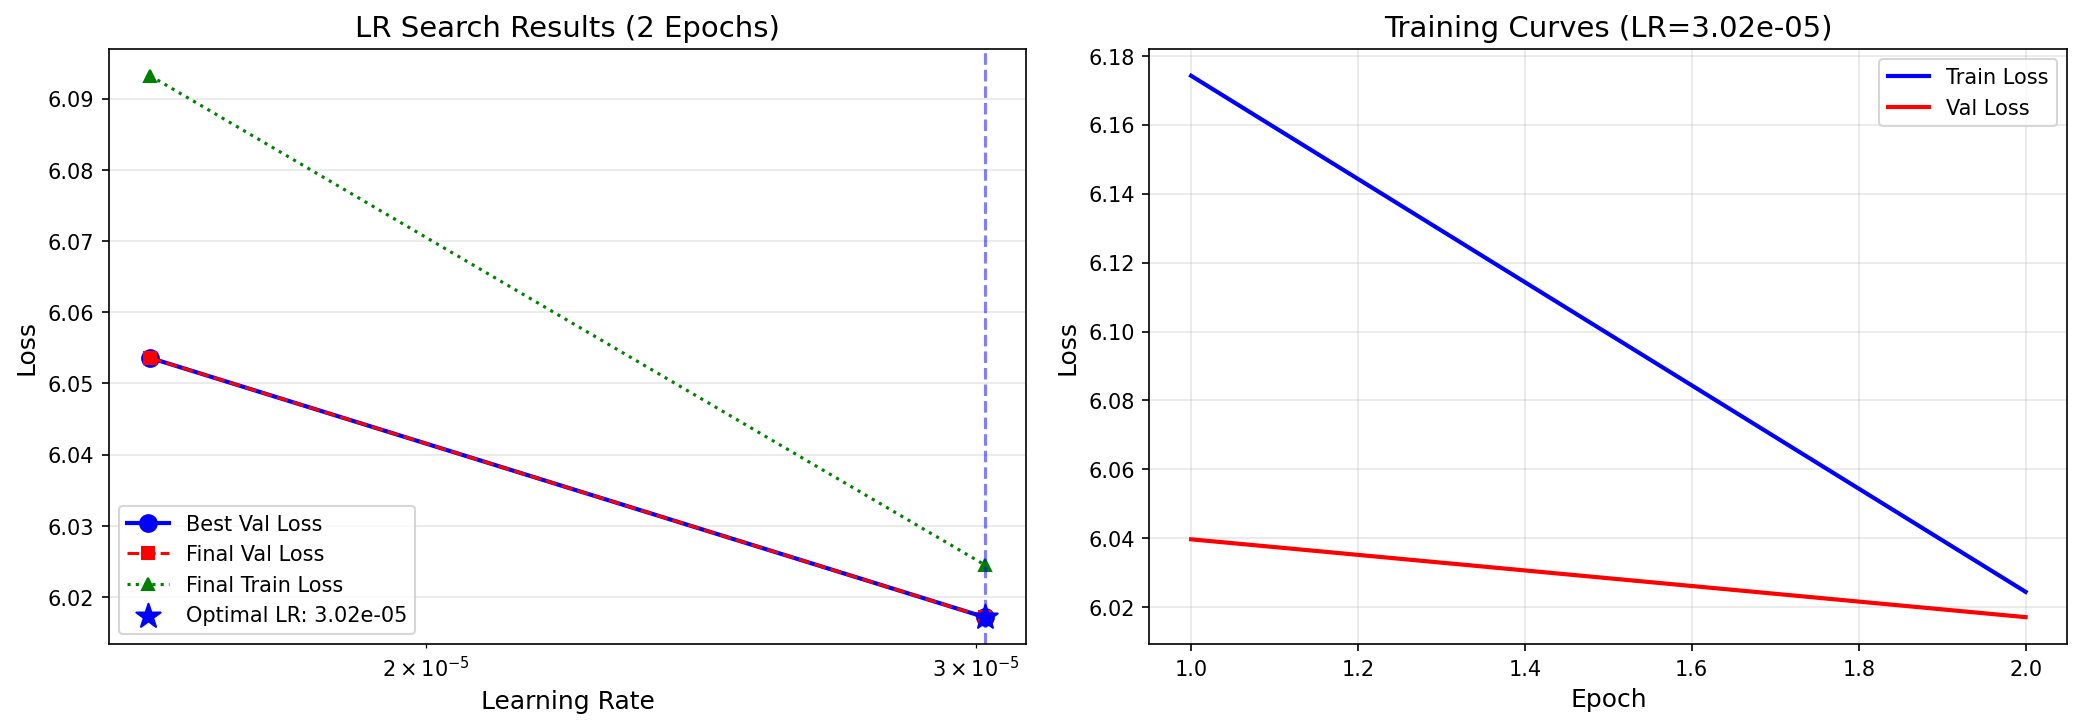 LR Search Results (2 Epochs)
Loss
6.09
6.08
6.07
6.06
6.05
6.04
6.03
6.02
Best Val Loss
Final Val Loss
Final Train Loss
Optimal LR: 3.02e-05
2 × 10⁻⁵
3 × 10⁻⁵
Learning Rate
Training Curves (LR=3.02e-05)
Loss
6.18
6.16
6.14
6.12
6.10
6.08
6.06
6.04
6.02
Train Loss
Val Loss
1.0
1.2
1.4
1.6
1.8
2.0
Epoch